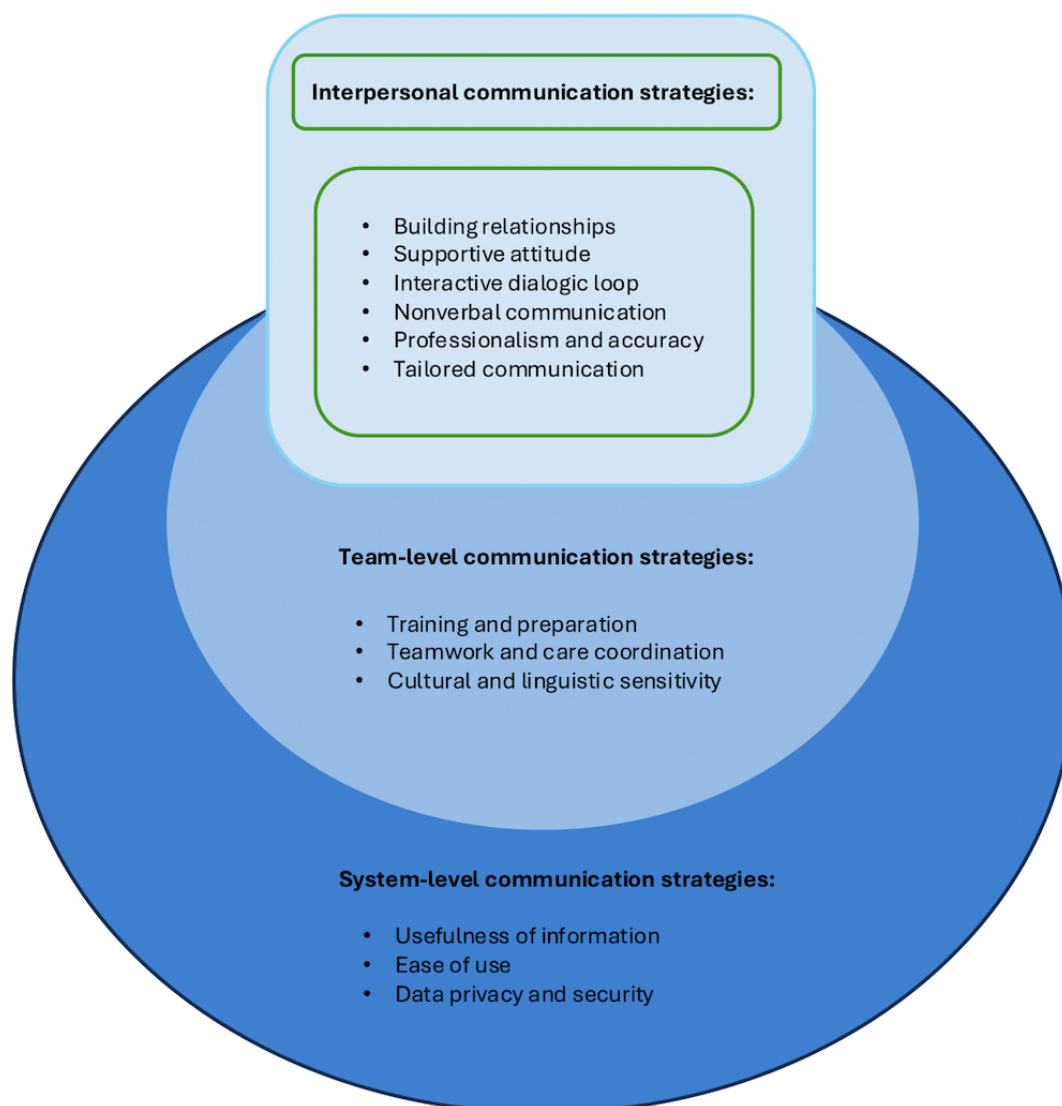 Interpersonal communication strategies:
• Building relationships
• Supportive attitude
• Interactive dialogic loop
• Nonverbal communication
• Professionalism and accuracy
• Tailored communication
Team-level communication strategies:
• Training and preparation
• Teamwork and care coordination
• Cultural and linguistic sensitivity
System-level communication strategies:
• Usefulness of information
• Ease of use
• Data privacy and security